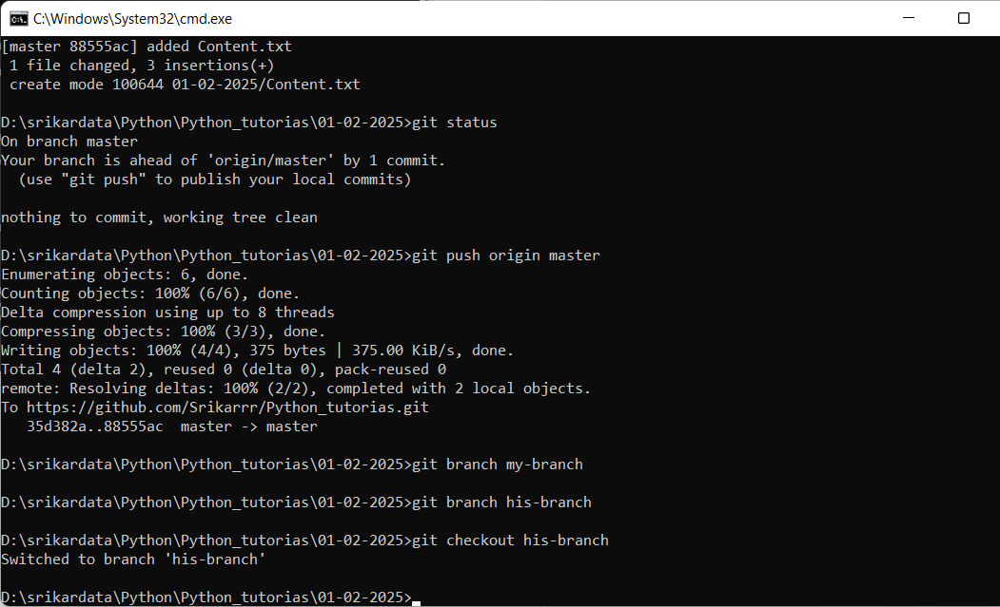 C:\Windows\System32\cmd.exe
[master 88555ac] added Content.txt
 1 file changed, 3 insertions(+)
 create mode 100644 01-02-2025/Content.txt

D:\srikardata\Python\Python_tutorias\01-02-2025>git status
On branch master
Your branch is ahead of 'origin/master' by 1 commit.
  (use "git push" to publish your local commits)

nothing to commit, working tree clean

D:\srikardata\Python\Python_tutorias\01-02-2025>git push origin master
Enumerating objects: 6, done.
Counting objects: 100% (6/6), done.
Delta compression using up to 8 threads
Compressing objects: 100% (3/3), done.
Writing objects: 100% (4/4), 375 bytes | 375.00 KiB/s, done.
Total 4 (delta 2), reused 0 (delta 0), pack-reused 0
remote: Resolving deltas: 100% (2/2), completed with 2 local objects.
To https://github.com/Srikarrr/Python_tutorias.git
   35d382a..88555ac  master -> master

D:\srikardata\Python\Python_tutorias\01-02-2025>git branch my-branch

D:\srikardata\Python\Python_tutorias\01-02-2025>git branch his-branch

D:\srikardata\Python\Python_tutorias\01-02-2025>git checkout his-branch
Switched to branch 'his-branch'

D:\srikardata\Python\Python_tutorias\01-02-2025>